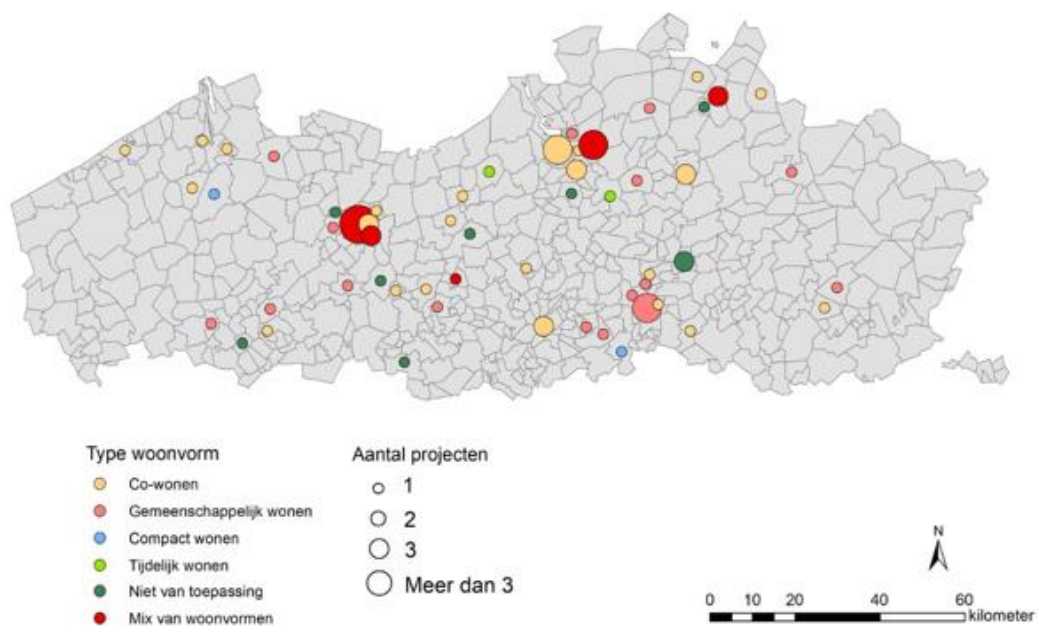 Type woonvorm
Co-wonen
Gemeenschappelijk wonen
Compact wonen
Tijdelijk wonen
Niet van toepassing
Mix van woonvormen
Aantal projecten
1
2
3
Meer dan 3
N
0 10 20 40 60
kilometer